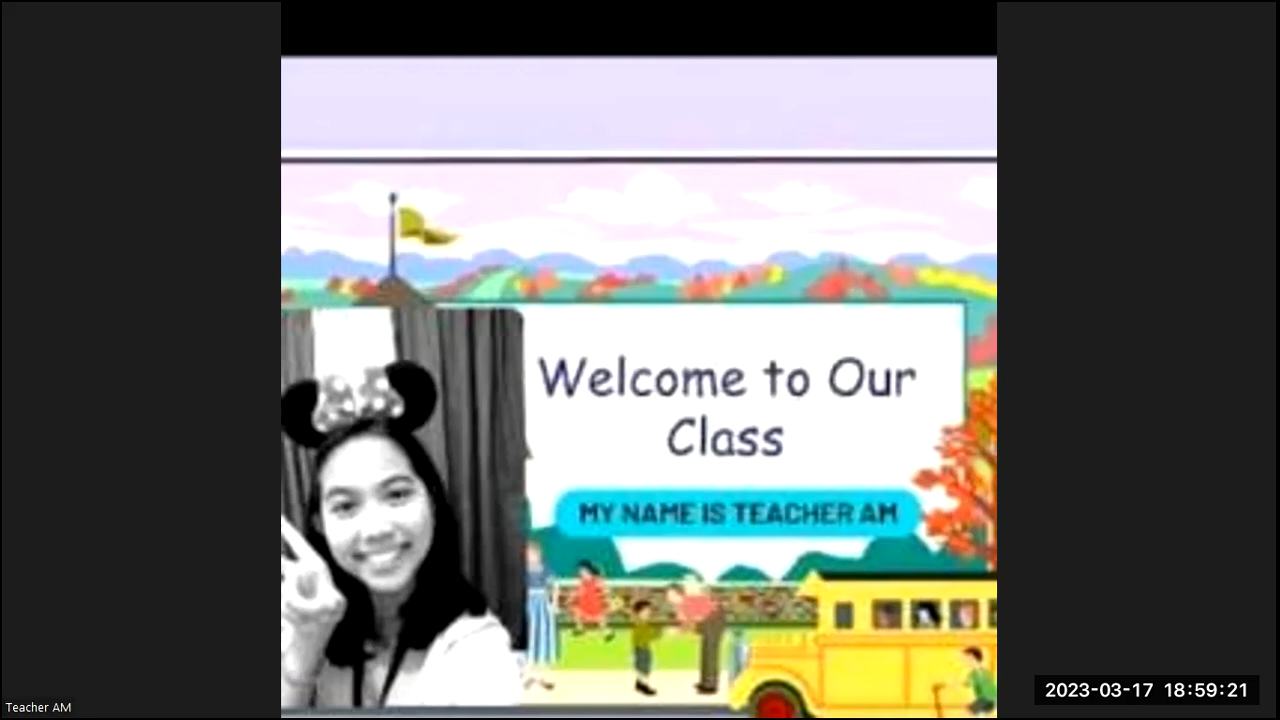 Welcome to Our
Class
MY NAME IS TEACHER AM
Teacher AM
2023-03-17 18:59:21